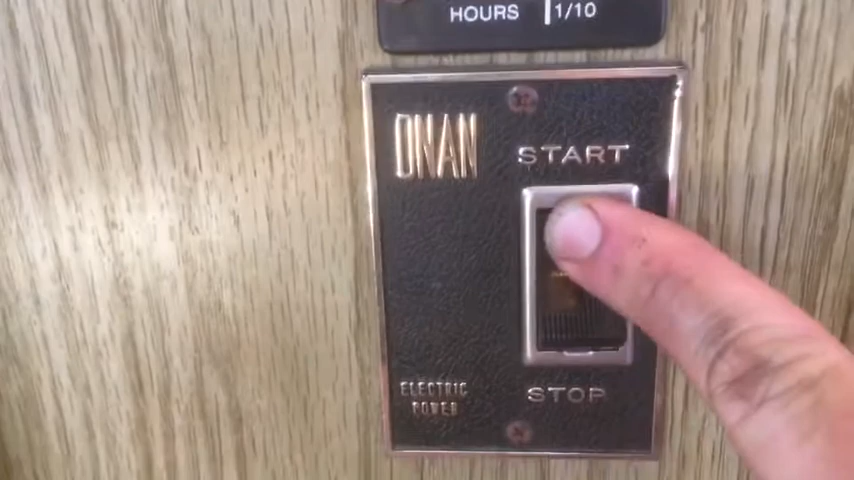 HOURS 1/10
ONAN
START
STOP
ELECTRIC
POWER